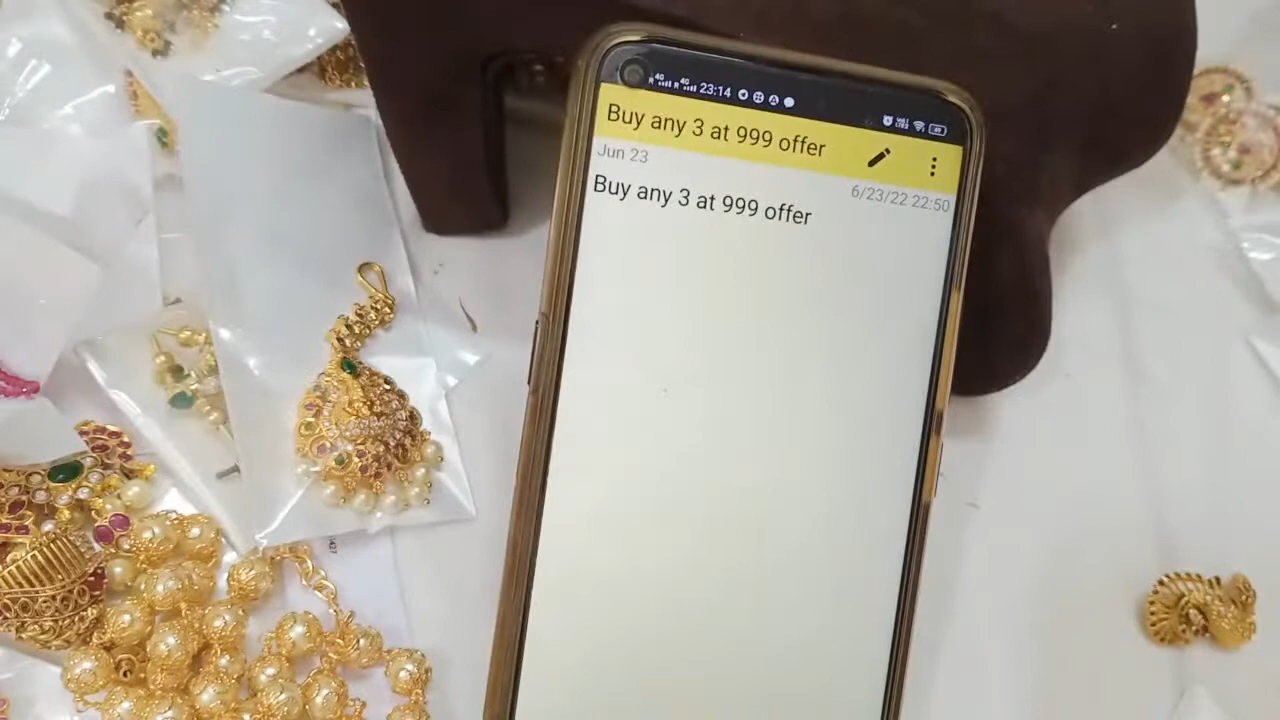 23:14
Buy any 3 at 999 offer
Jun 23
6/23/22 22:50
Buy any 3 at 999 offer